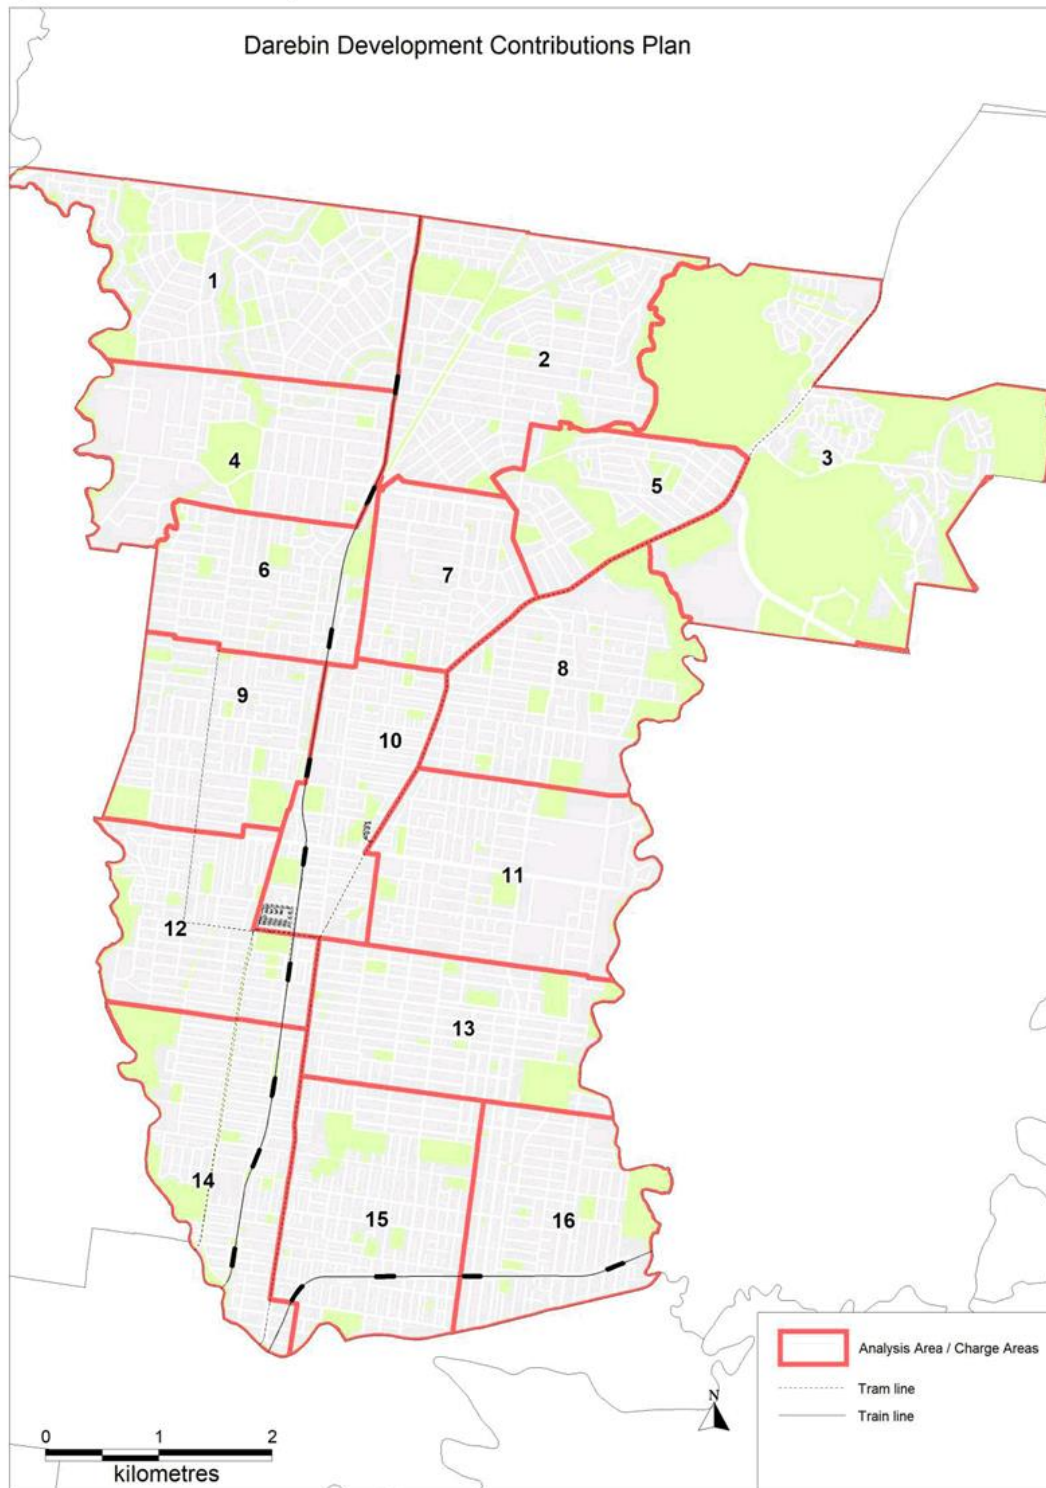 Darebin Development Contributions Plan
1
2
3
4
5
6
7
8
9
10
11
12
13
14
15
16
Analysis Area / Charge Areas
Tram line
Train line
N
0 1 2
kilometres